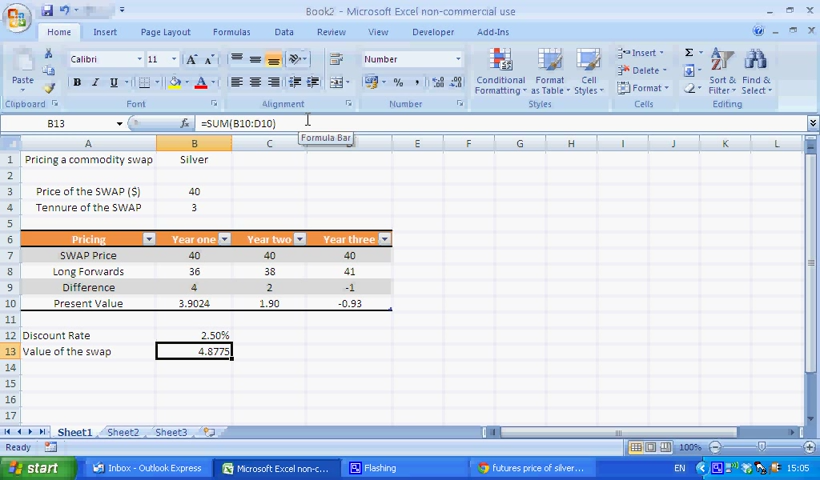 Book2 - Microsoft Excel non-commercial use
Home Insert Page Layout Formulas Data Review View Developer Add-Ins
Calibri 11 Number
Paste B I U Conditional Formatting Format as Table Cell Styles Insert Delete Format Sort & Filter Find & Select
Clipboard Font Alignment Number Styles Cells Editing
B13 fx =SUM(B10:D10)
Formula Bar
A B C E F G H I J K L
1 Pricing a commodity swap Silver
2
3 Price of the SWAP ($) 40
4 Tennure of the SWAP 3
5
6 Pricing Year one Year two Year three
7 SWAP Price 40 40 40
8 Long Forwards 36 38 41
9 Difference 4 2 -1
10 Present Value 3.9024 1.90 -0.93
11
12 Discount Rate 2.50%
13 Value of the swap 4.8775
14
15
16
17
Sheet1 Sheet2 Sheet3
Ready 100%
start Inbox - Outlook Express Microsoft Excel non-c... Flashing futures price of silver... EN 15:05